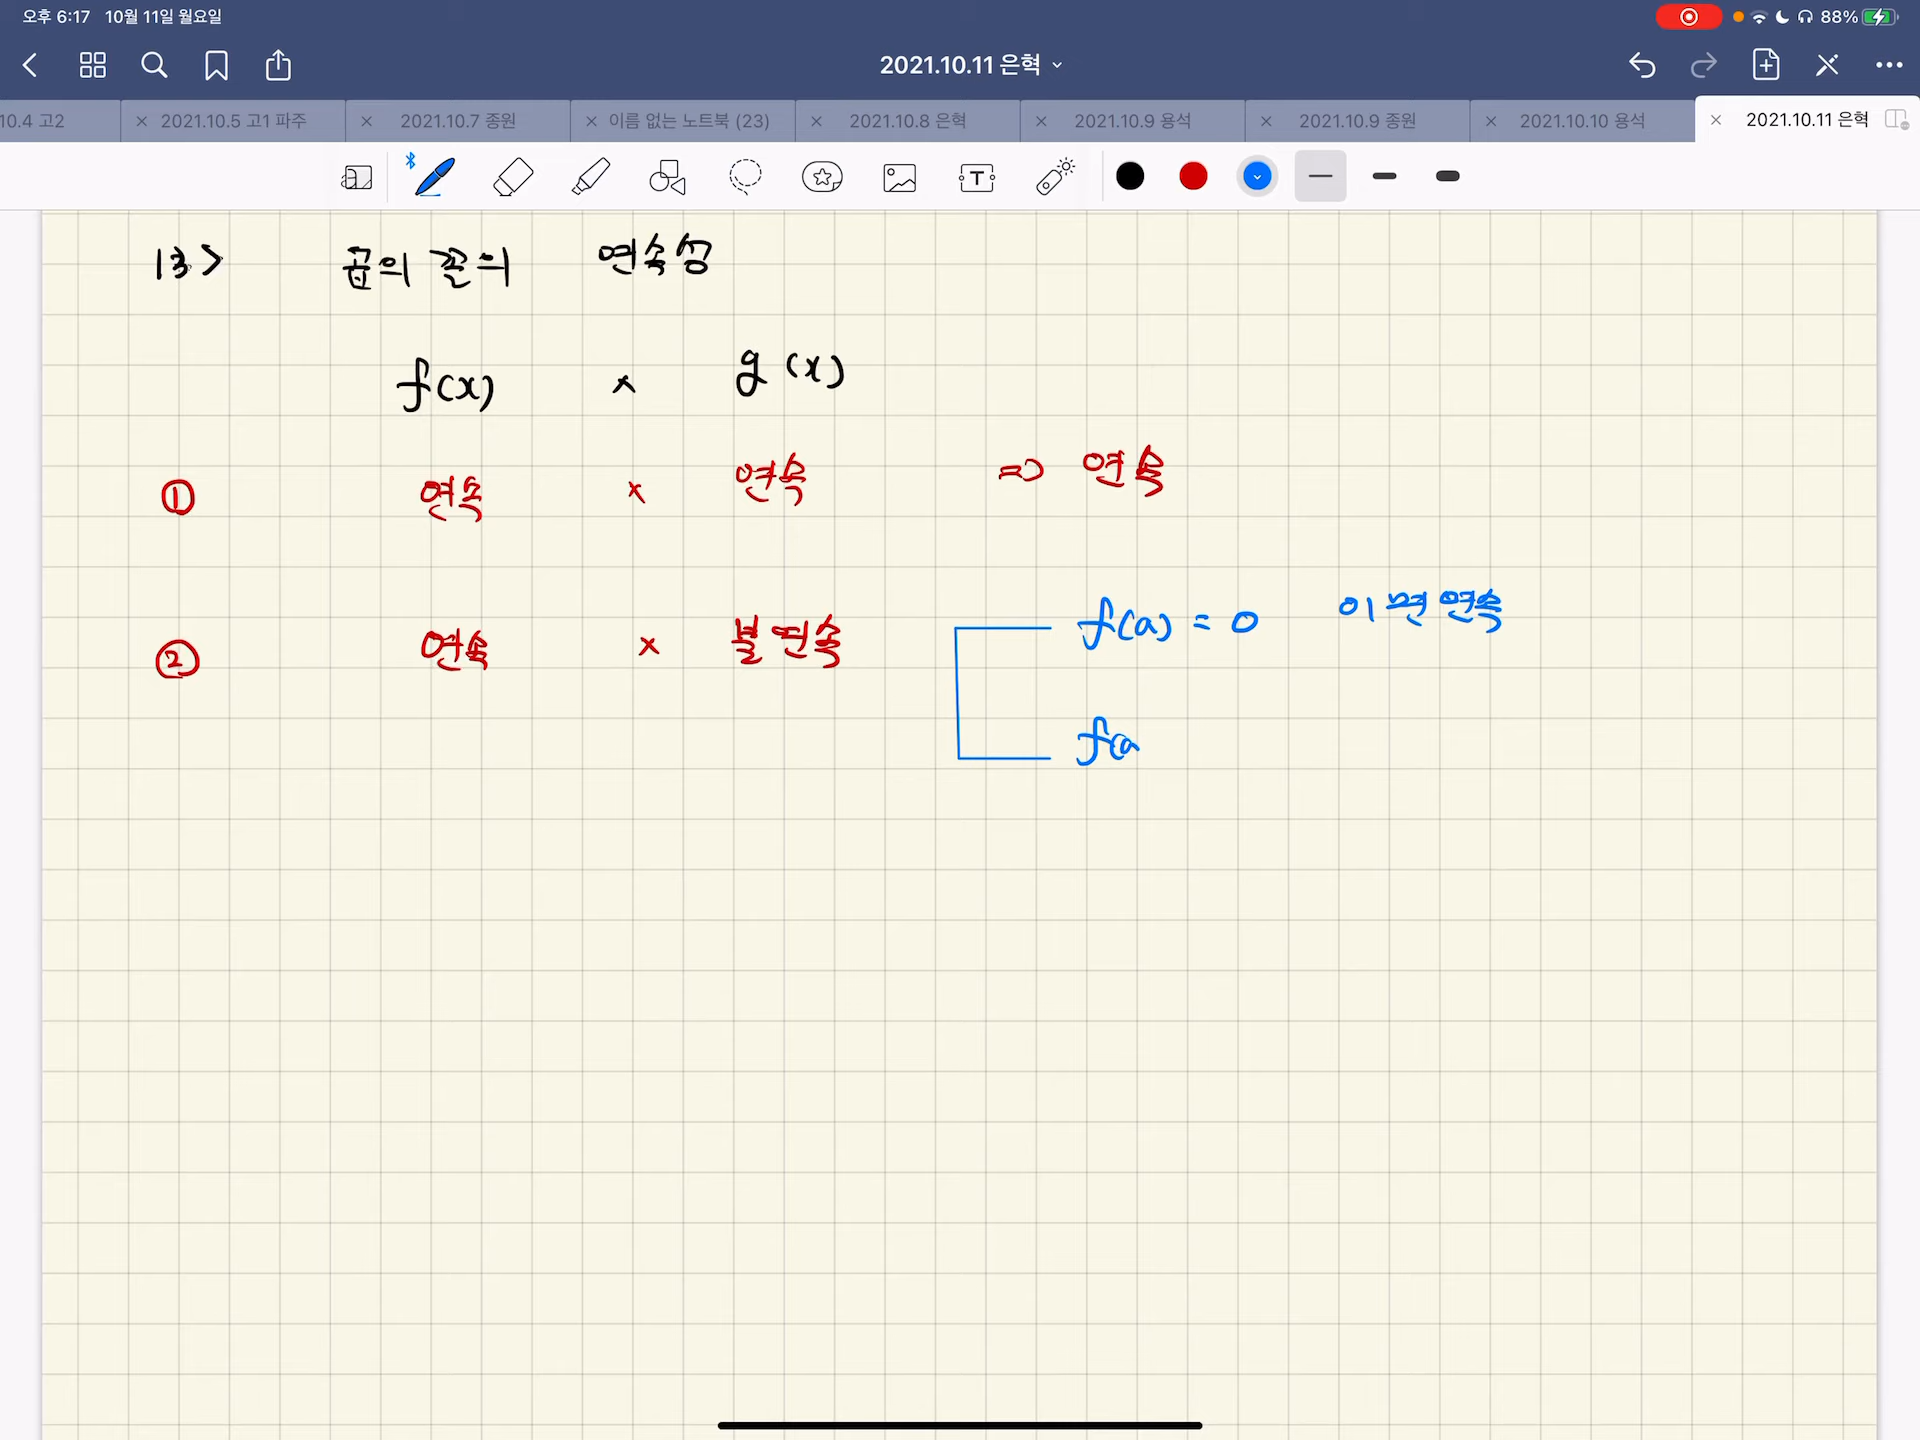 오후 6:17 10월 11일 월요일 88%
2021.10.11 은혁
10.4 고2 2021.10.5 고1 파주 2021.10.7 종원 이름 없는 노트북 (23) 2021.10.8 은혁 2021.10.9 용석 2021.10.9 종원 2021.10.10 용석 2021.10.11 은혁
13> 곱의 꼴의 연속성
f(x) × g(x)
① 연속 × 연속 => 연속
② 연속 × 불연속 f(a) = 0 이면 연속
f(a